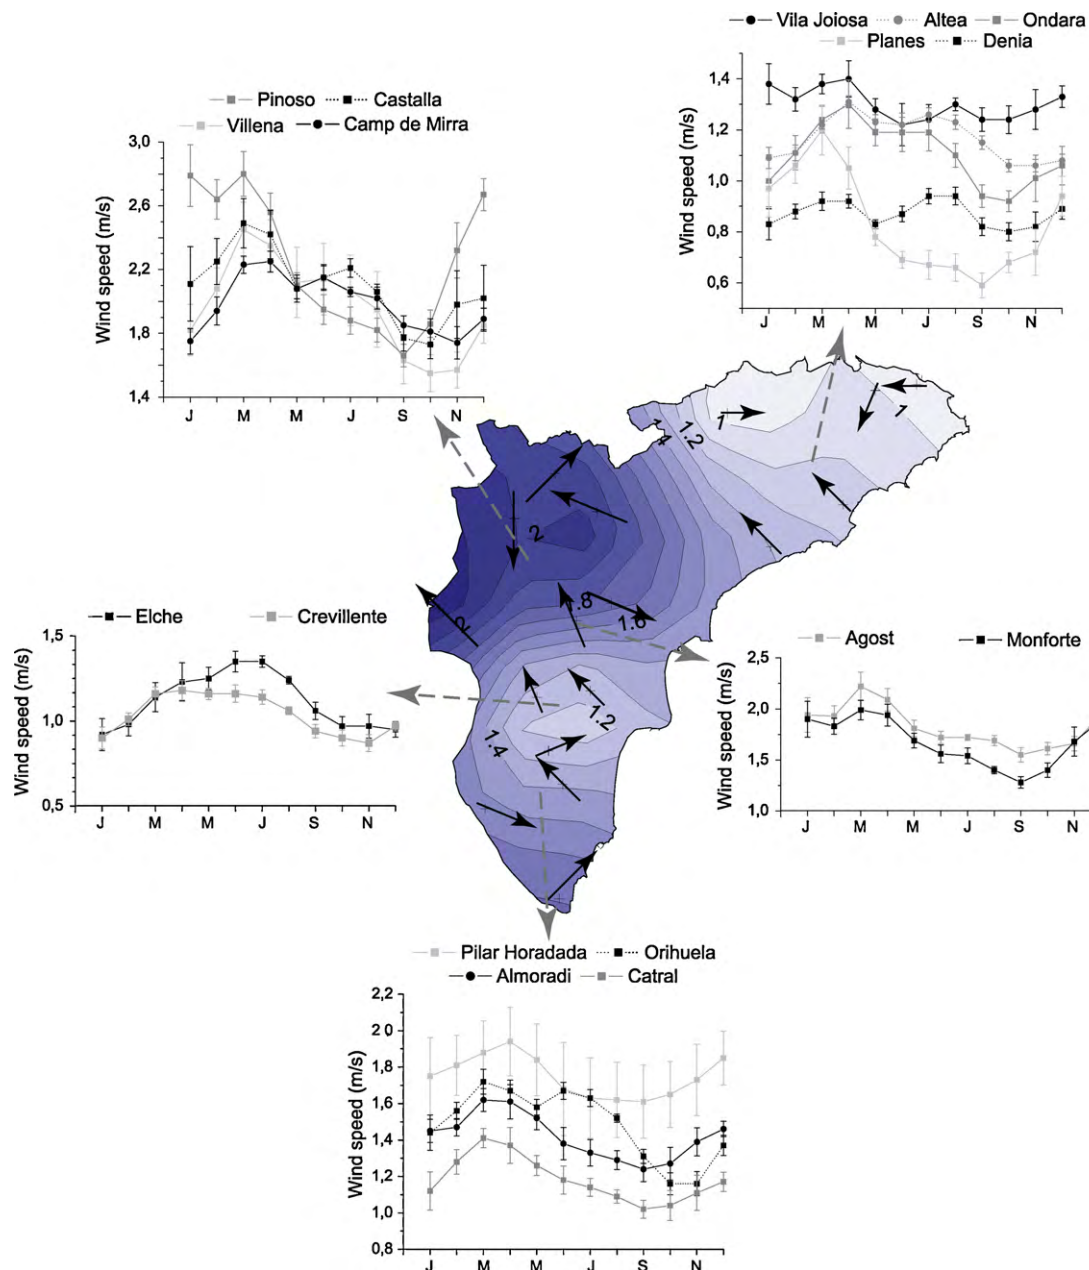 Vila Joiosa Altea Ondara
Planes Denia
Wind speed (m/s)
1,4
1,2
1,0
0,8
0,6
J M M J S N
Pinoso Castalla
Villena Camp de Mirra
Wind speed (m/s)
3,0
2,6
2,2
1,8
1,4
J M M J S N
1.4
1.2
1
1
2
2
1.8
1.6
1.2
1.4
Elche Crevillente
Wind speed (m/s)
1,5
1,0
0,5
J M M J S N
Agost Monforte
Wind speed (m/s)
2,5
2,0
1,5
1,0
J M M J S N
Pilar Horadada Orihuela
Almoradi Catral
Wind speed (m/s)
2,2
2 0
1,8
1,6
1,4
1,2
1,0
0,8
J M M J S N